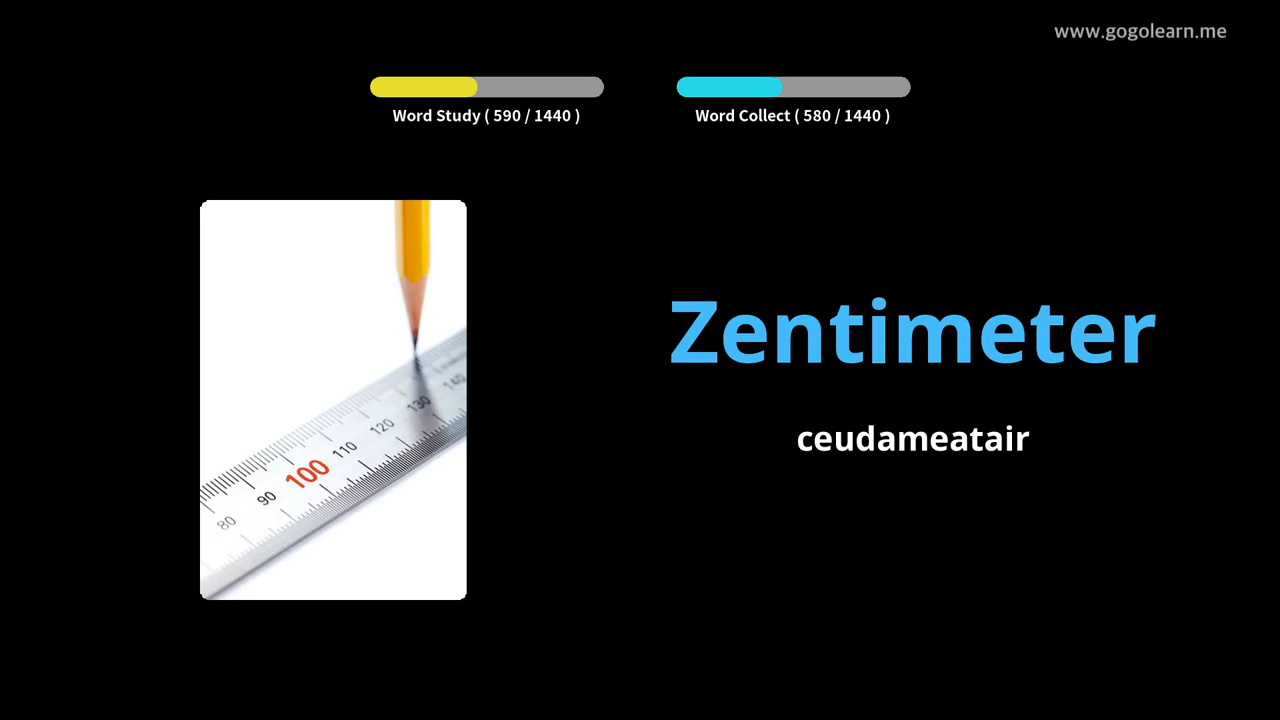 www.gogolearn.me
Word Study ( 590 / 1440 )
Word Collect ( 580 / 1440 )
Zentimeter
ceudameatair
80
90
100
110
120
130
140